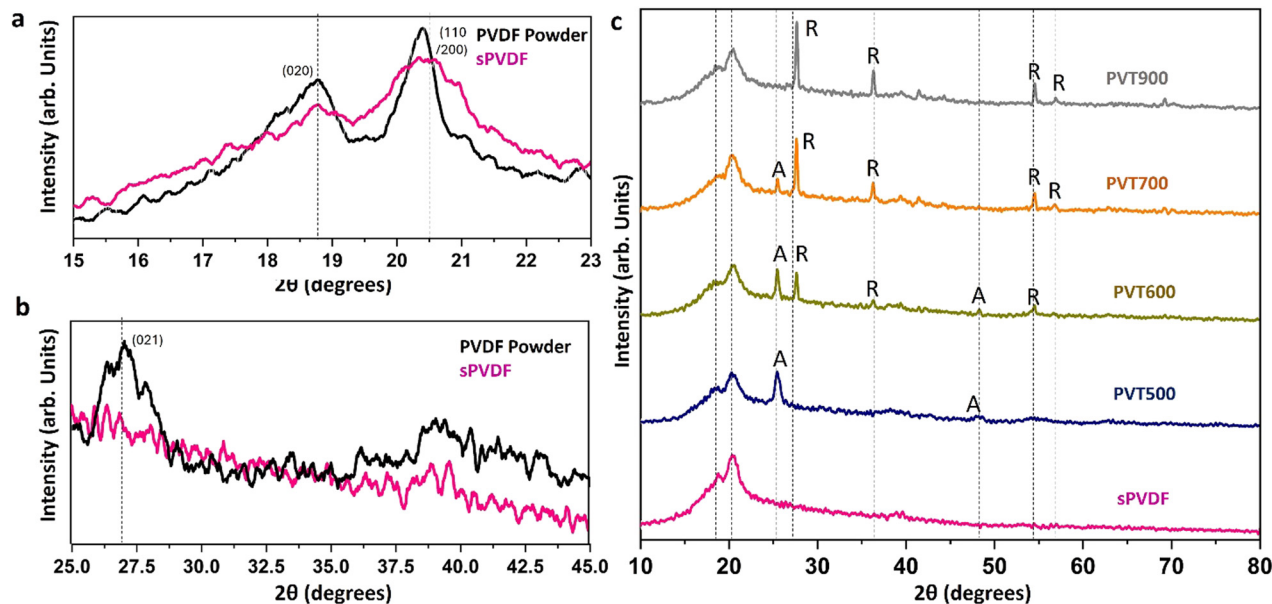 a
Intensity (arb. Units)
PVDF Powder
sPVDF
(020)
(110
/200)
15 16 17 18 19 20 21 22 23
2θ (degrees)
b
Intensity (arb. Units)
(021)
PVDF Powder
sPVDF
25.0 27.5 30.0 32.5 35.0 37.5 40.0 42.5 45.0
2θ (degrees)
c
Intensity (arb. Units)
R R R R
PVT900
A R R R R
PVT700
A R R A R
PVT600
A A
PVT500
sPVDF
10 20 30 40 50 60 70 80
2θ (degrees)